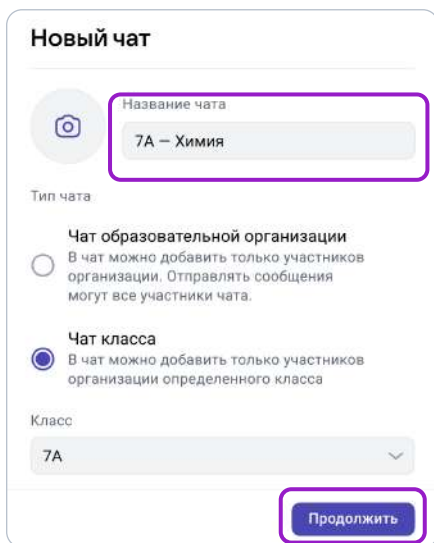 Новый чат
Название чата
7А — Химия
Тип чата
Чат образовательной организации
В чат можно добавить только участников
организации. Отправлять сообщения
могут все участники чата.
Чат класса
В чат можно добавить только участников
организации определенного класса
Класс
7А
Продолжить